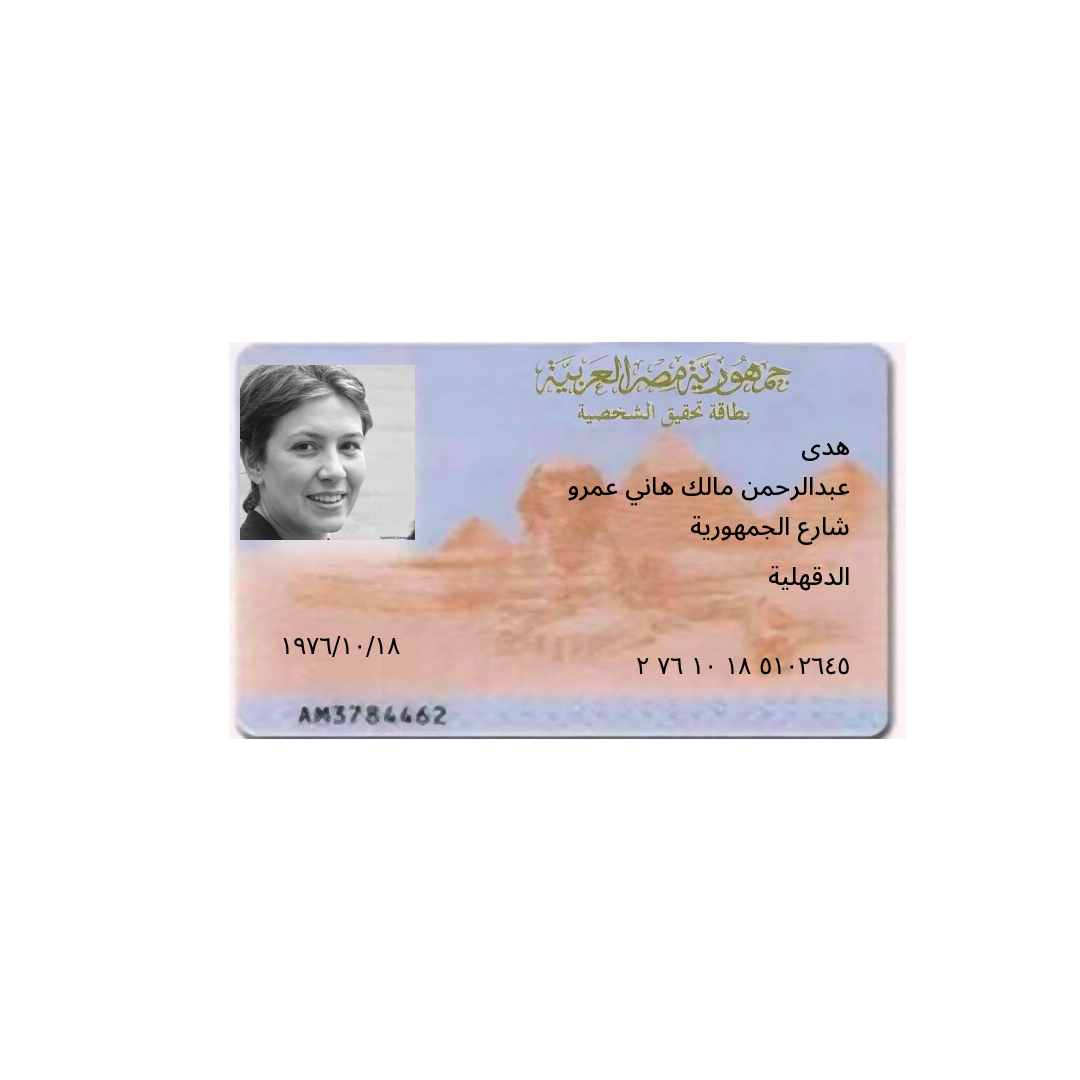 جمهورية مصر العربية
بطاقة تحقيق الشخصية
هدى
عبدالرحمن مالك هاني عمرو
شارع الجمهورية
الدقهلية
١٩٧٦/١٠/١٨
٢ ٧٦ ١٠ ١٨ ٥١٠٢٦٤٥
AM3784462